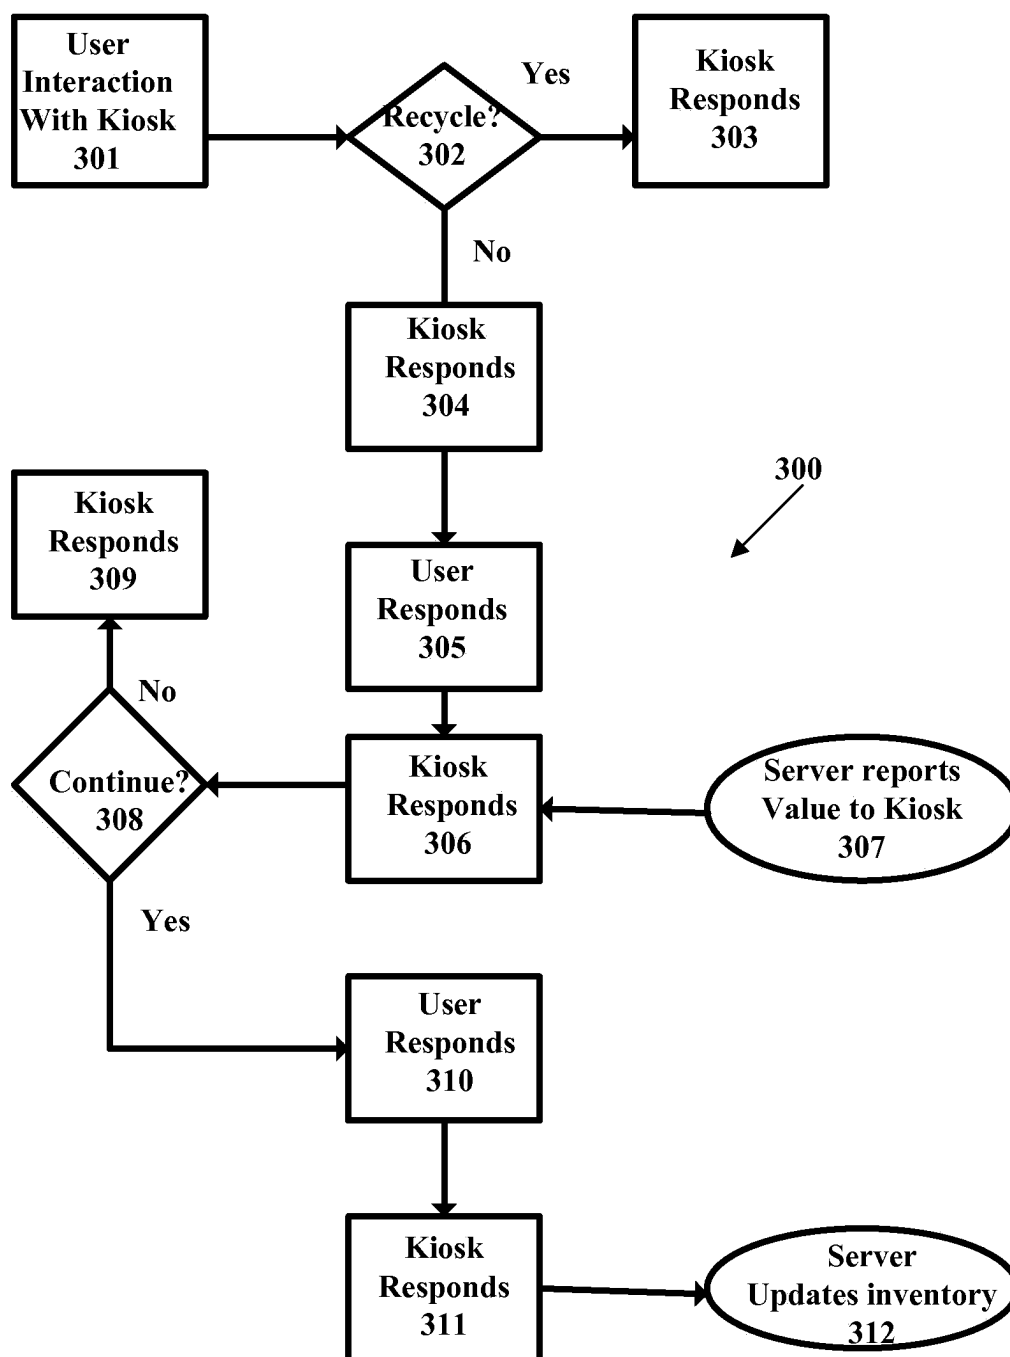 User
Interaction
With Kiosk
301
Recycle?
302
Yes
Kiosk
Responds
303
No
Kiosk
Responds
304
300
Kiosk
Responds
309
User
Responds
305
No
Continue?
308
Kiosk
Responds
306
Server reports
Value to Kiosk
307
Yes
User
Responds
310
Kiosk
Responds
311
Server
Updates inventory
312